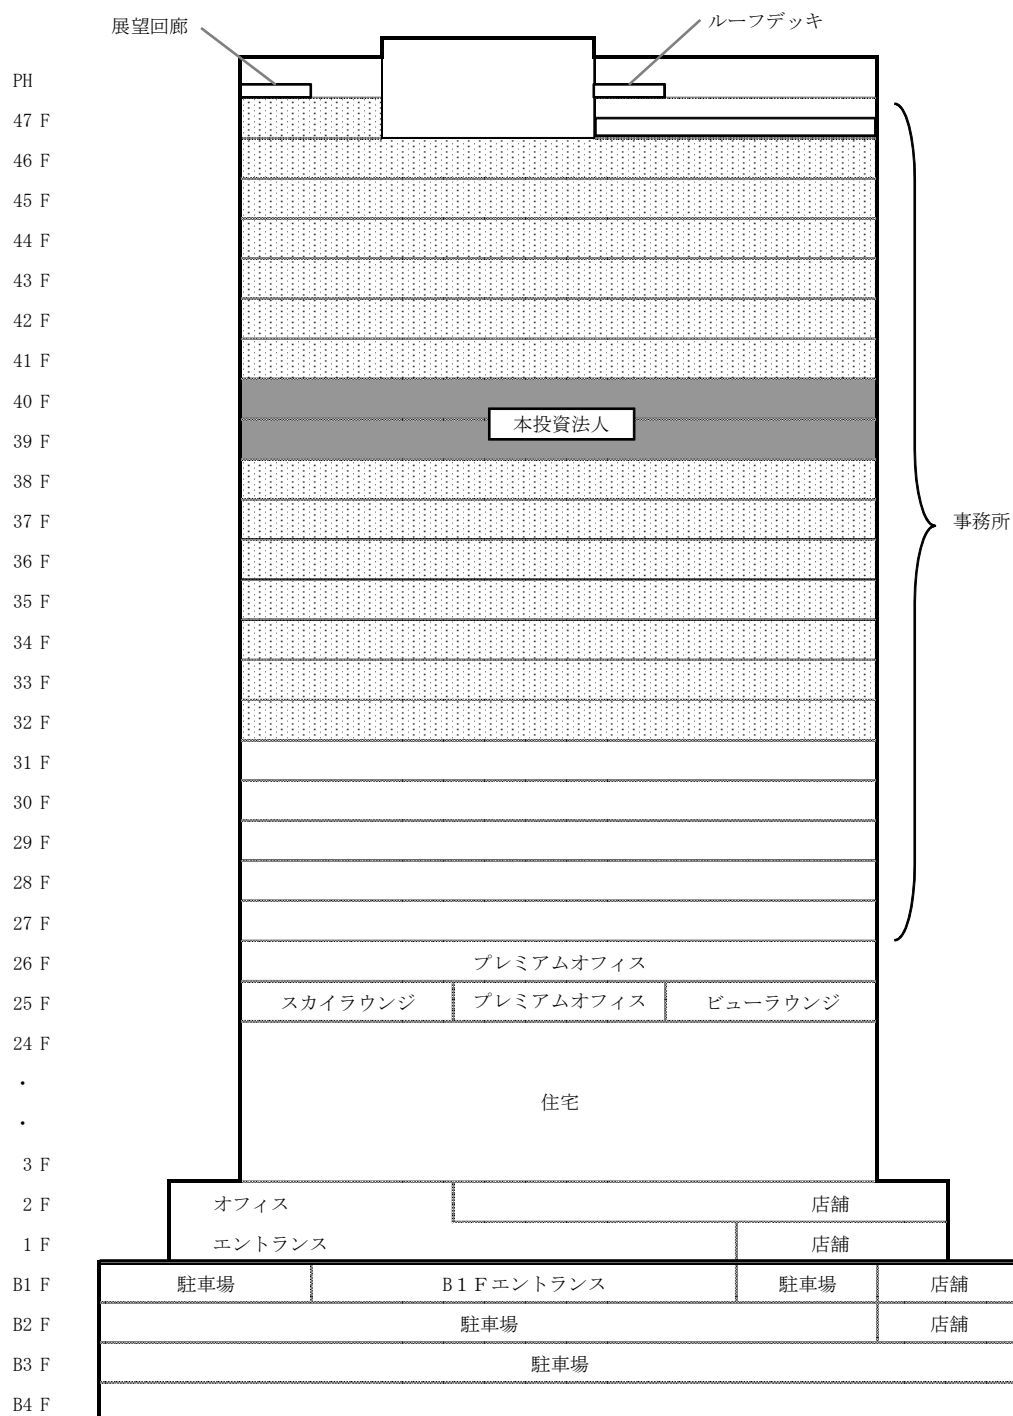 展望回廊
ルーフデッキ
PH
47 F
46 F
45 F
44 F
43 F
42 F
41 F
40 F
本投資法人
39 F
38 F
37 F
事務所
36 F
35 F
34 F
33 F
32 F
31 F
30 F
29 F
28 F
27 F
26 F プレミアムオフィス
25 F スカイラウンジ プレミアムオフィス ビューラウンジ
24 F
・
住宅
・
3 F
2 F オフィス 店舗
1 F エントランス 店舗
B1 F 駐車場 B1Fエントランス 駐車場 店舗
B2 F 駐車場 店舗
B3 F 駐車場
B4 F